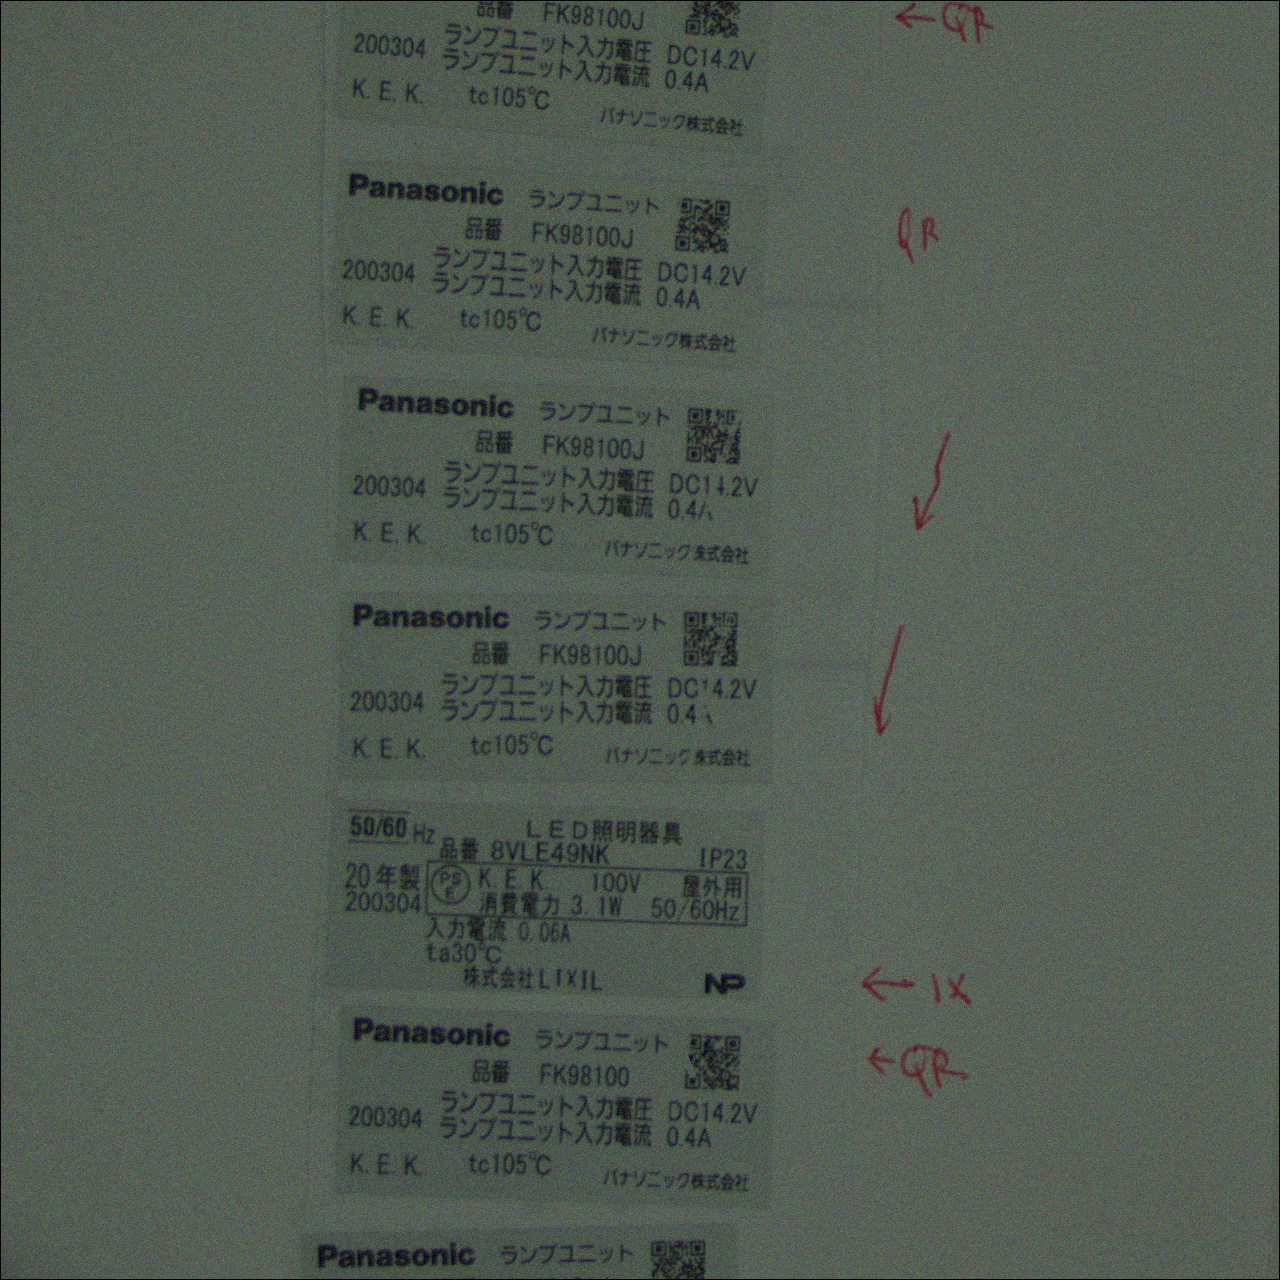 品番 FK98100J
← QR
ランプユニット入力電圧 DC14.2V
200304
ランプユニット入力電流 0.4A
K.E.K. tc105℃
パナソニック株式会社
Panasonic ランプユニット
品番 FK98100J
QR
ランプユニット入力電圧 DC14.2V
200304
ランプユニット入力電流 0.4A
K.E.K. tc105℃
パナソニック株式会社
Panasonic ランプユニット
品番 FK98100J
ランプユニット入力電圧 DC14.2V
200304
ランプユニット入力電流 0.4
K.E.K. tc105℃
パナソニック 朱式会社
Panasonic ランプユニット
品番 FK98100J
ランプユニット入力電圧 DC14.2V
200304
ランプユニット入力電流 0.4
K.E.K. tc105℃
パナソニック 株式会社
50/60 Hz LED照明器具
品番 8VLE49NK IP23
20年製 PS E K.E.K. 100V 屋外用
200304 消費電力 3.1W 50/60Hz
入力電流 0.06A
ta30℃
株式会社LIXIL NP
← IX
Panasonic ランプユニット
← QR
品番 FK98100
ランプユニット入力電圧 DC14.2V
200304
ランプユニット入力電流 0.4A
K.E.K. tc105℃
パナソニック株式会社
Panasonic ランプユニット